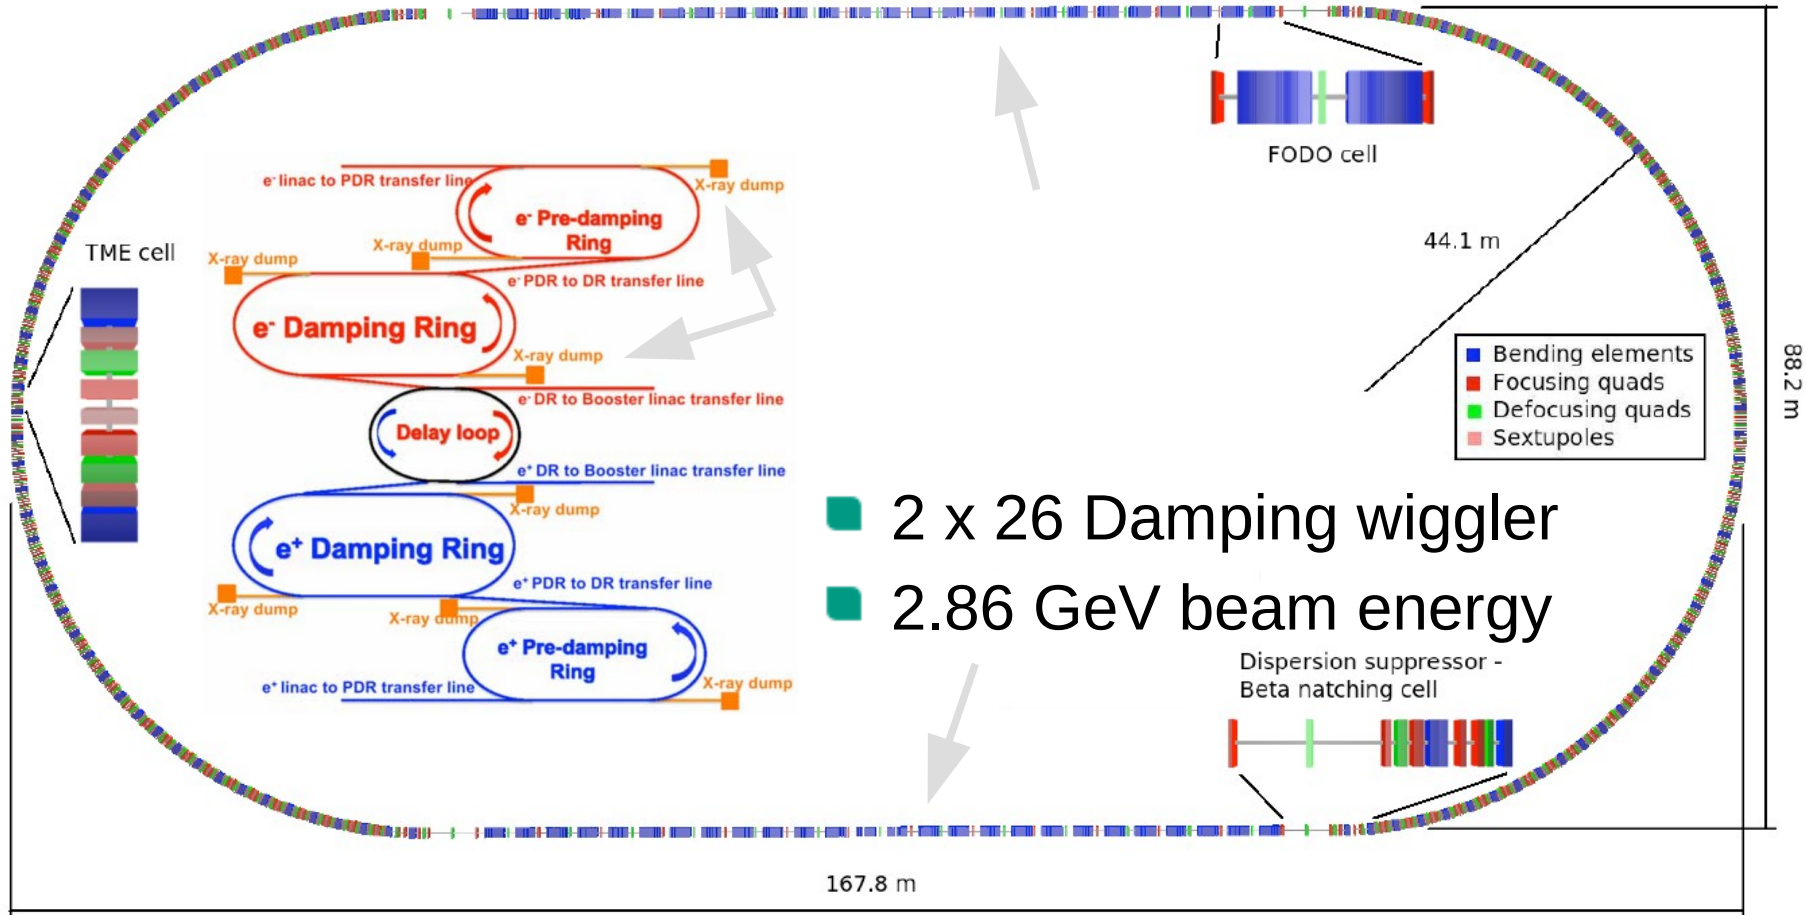 FODO cell
e- linac to PDR transfer line
X-ray dump
e- Pre-damping
Ring
44.1 m
TME cell
X-ray dump
X-ray dump
e- PDR to DR transfer line
e- Damping Ring
X-ray dump
Bending elements
Focusing quads
Defocusing quads
Sextupoles
88.2 m
e- DR to Booster linac transfer line
Delay loop
e+ DR to Booster linac transfer line
X-ray dump
2 x 26 Damping wiggler
e+ Damping Ring
e+ PDR to DR transfer line
2.86 GeV beam energy
X-ray dump
X-ray dump
e+ Pre-damping
Ring
e+ linac to PDR transfer line
X-ray dump
Dispersion suppressor -
Beta natching cell
167.8 m